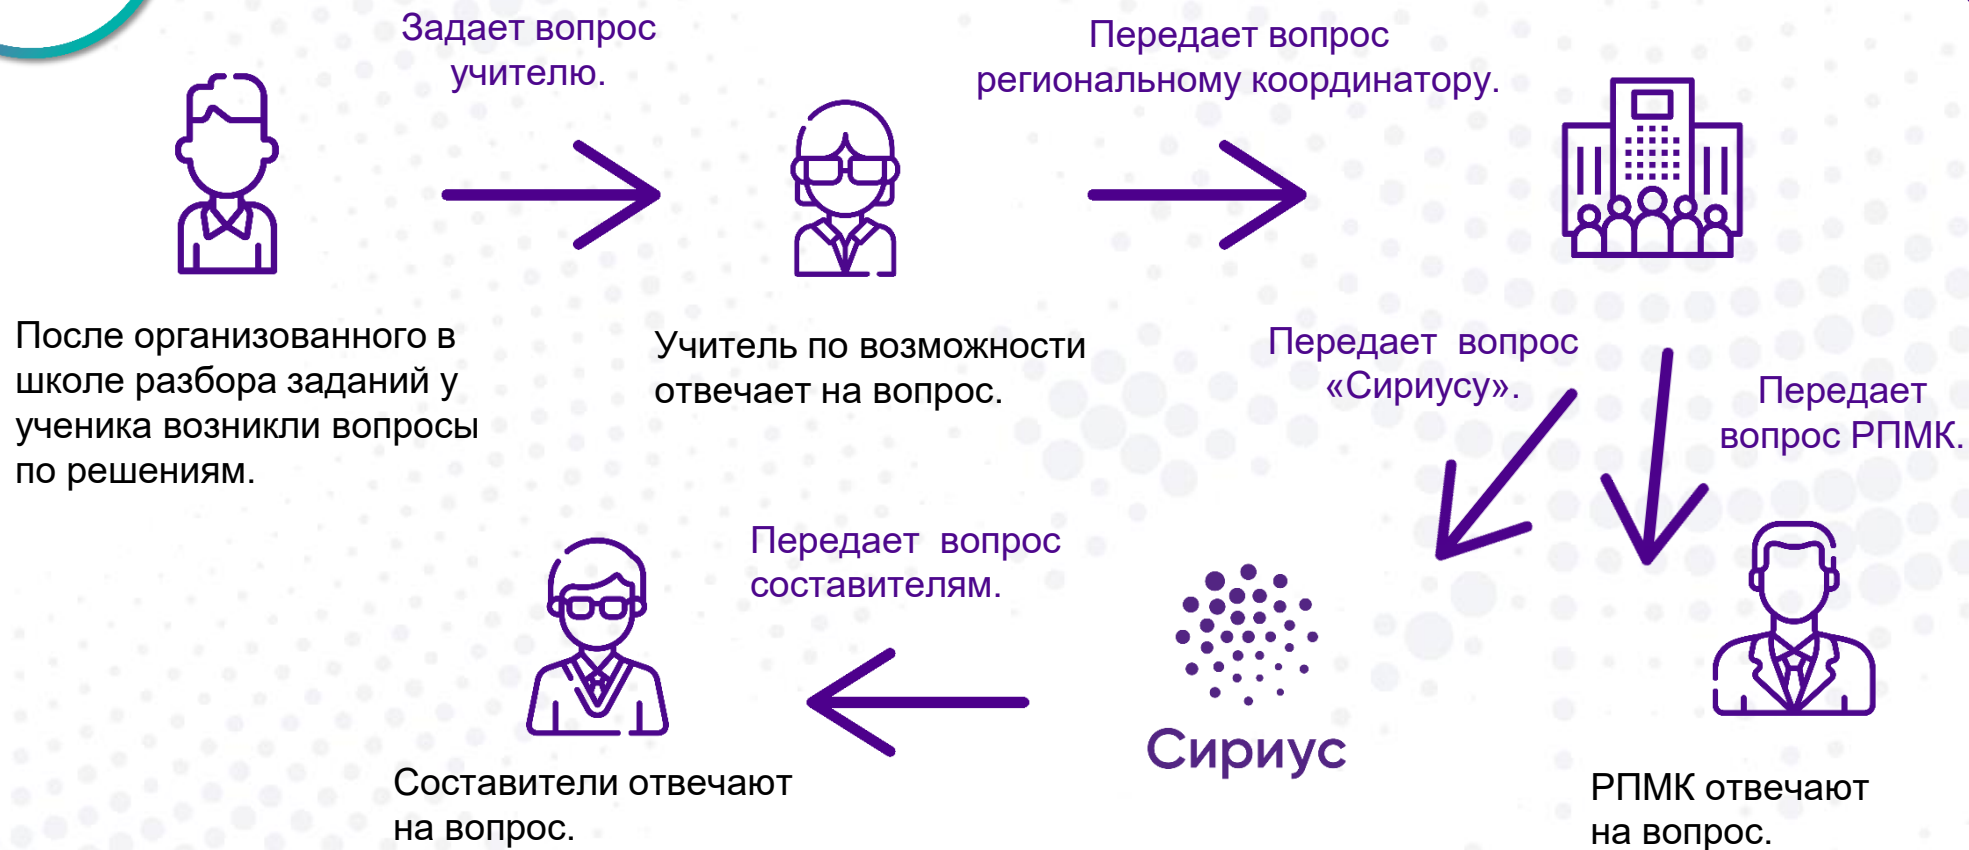 Задает вопрос
учителю.
Передает вопрос
региональному координатору.
После организованного в
школе разбора заданий у
ученика возникли вопросы
по решениям.
Учитель по возможности
отвечает на вопрос.
Передает вопрос
«Сириусу».
Передает
вопрос РПМК.
Передает вопрос
составителям.
Сириус
Составители отвечают
на вопрос.
РПМК отвечают
на вопрос.